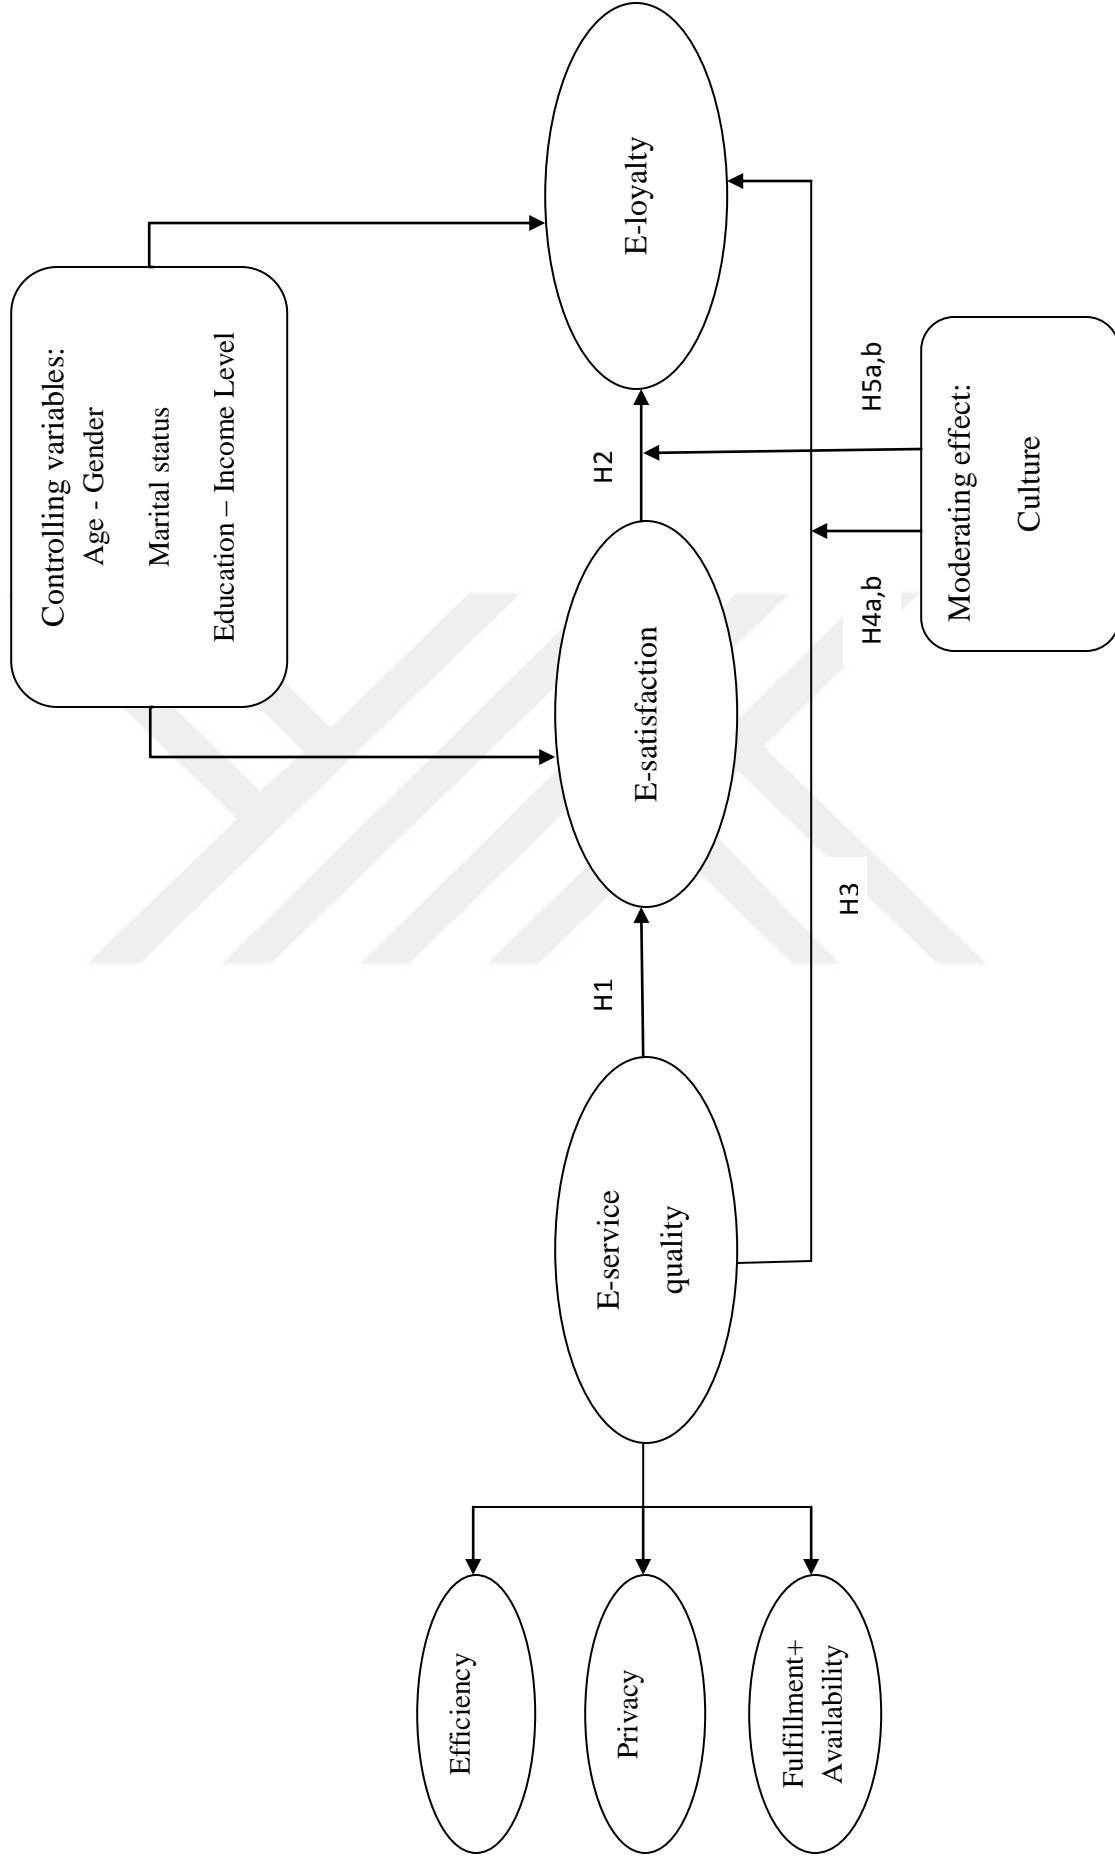 Controlling variables:
Age - Gender
Marital status
Education – Income Level
Efficiency
Privacy
Fulfillment+
Availability
E-service
quality
H1
E-satisfaction
H2
E-loyalty
H3
H4a,b
H5a,b
Moderating effect:
Culture